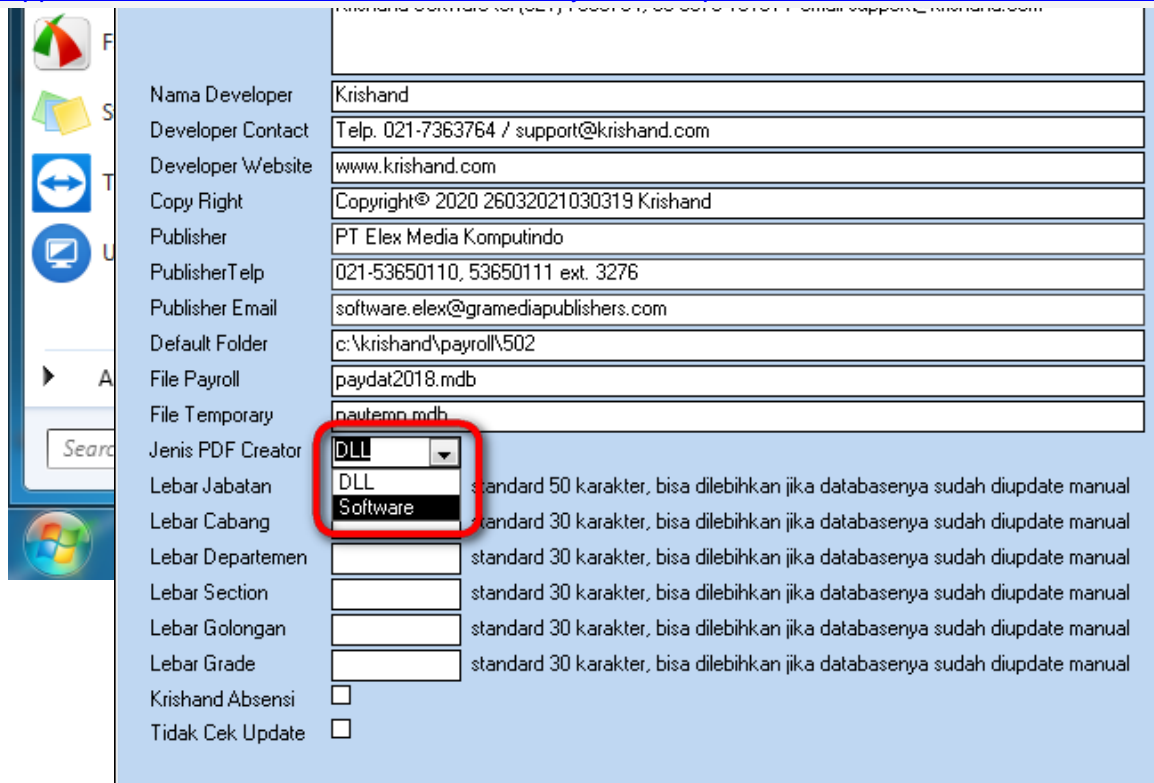 F
S
T
U
A
Searc
Nama Developer Krishand
Developer Contact Telp. 021-7363764 / support@krishand.com
Developer Website www.krishand.com
Copy Right Copyright© 2020 26032021030319 Krishand
Publisher PT Elex Media Komputindo
PublisherTelp 021-53650110, 53650111 ext. 3276
Publisher Email software.elex@gramediapublishers.com
Default Folder c:\krishand\payroll\502
File Payroll paydat2018.mdb
File Temporary paytemp.mdb
Jenis PDF Creator DLL
DLL
Software
Lebar Jabatan standard 50 karakter, bisa dilebihkan jika databasenya sudah diupdate manual
Lebar Cabang standard 30 karakter, bisa dilebihkan jika databasenya sudah diupdate manual
Lebar Departemen standard 30 karakter, bisa dilebihkan jika databasenya sudah diupdate manual
Lebar Section standard 30 karakter, bisa dilebihkan jika databasenya sudah diupdate manual
Lebar Golongan standard 30 karakter, bisa dilebihkan jika databasenya sudah diupdate manual
Lebar Grade standard 30 karakter, bisa dilebihkan jika databasenya sudah diupdate manual
Krishand Absensi
Tidak Cek Update